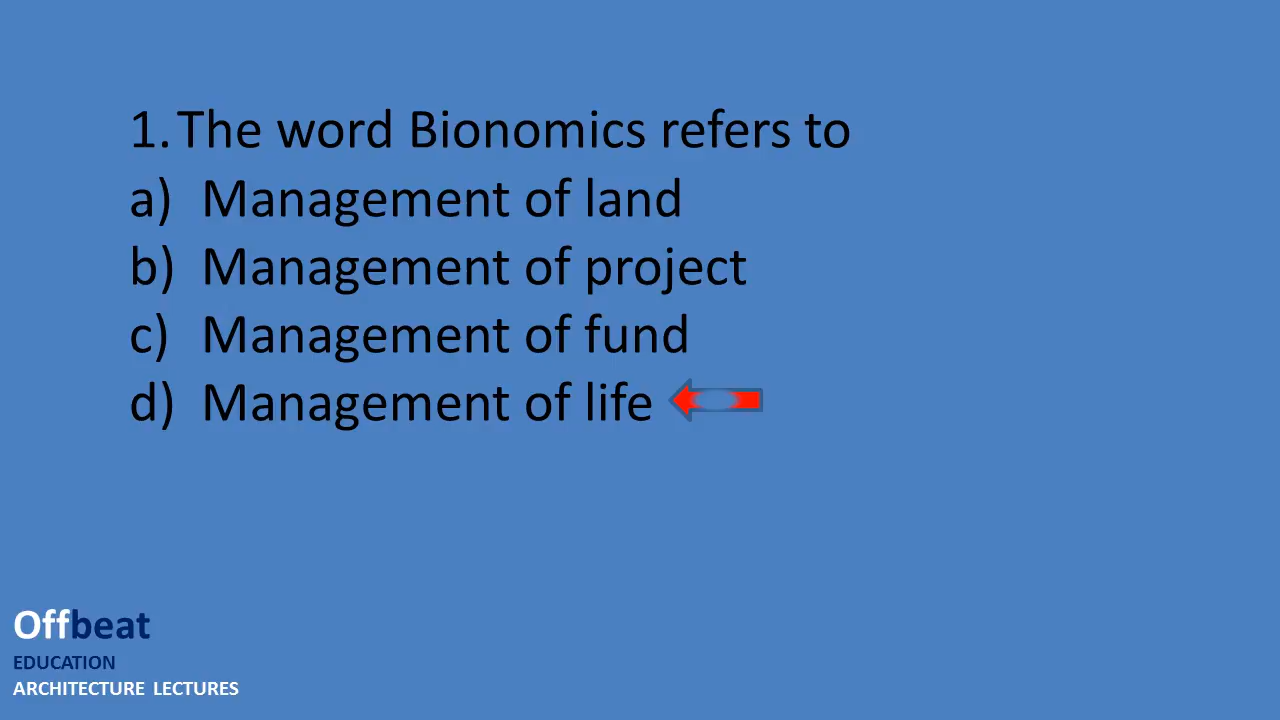 1. The word Bionomics refers to
a) Management of land
b) Management of project
c) Management of fund
d) Management of life
Offbeat
EDUCATION
ARCHITECTURE LECTURES